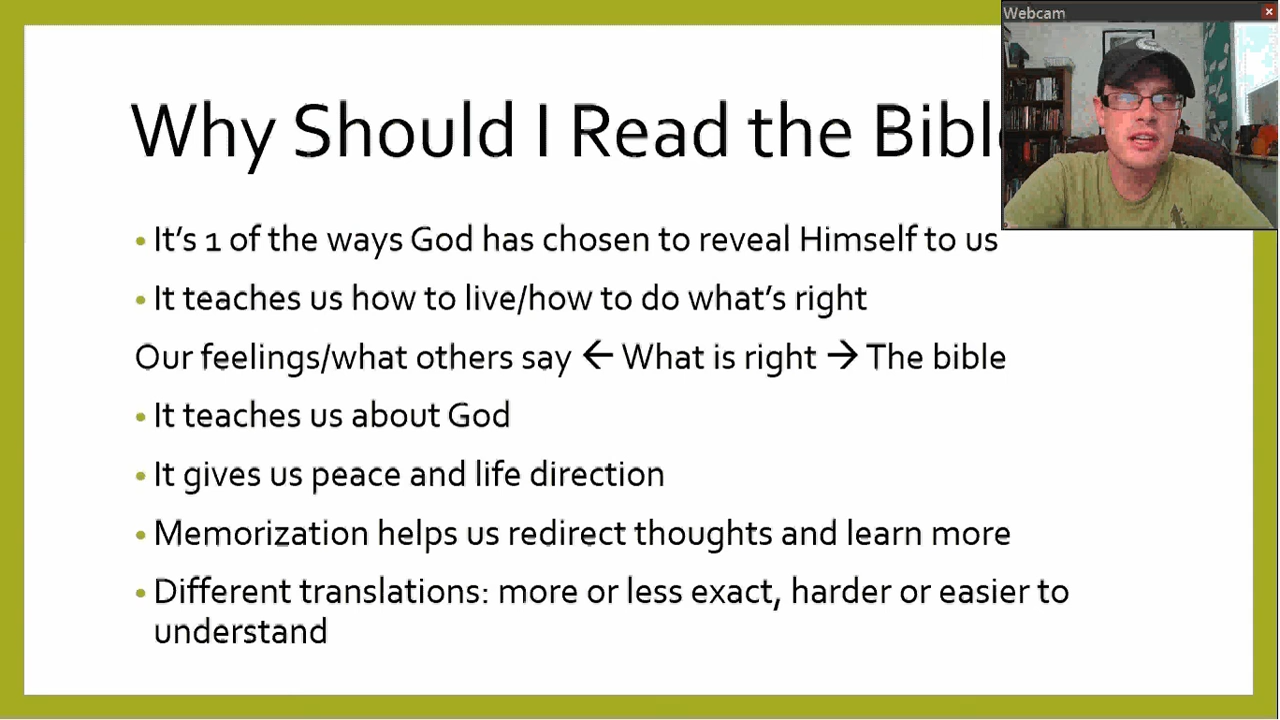 Webcam
Why Should I Read the Bibl
• It's 1 of the ways God has chosen to reveal Himself to us
• It teaches us how to live/how to do what's right
Our feelings/what others say ← What is right → The bible
• It teaches us about God
• It gives us peace and life direction
• Memorization helps us redirect thoughts and learn more
• Different translations: more or less exact, harder or easier to
understand